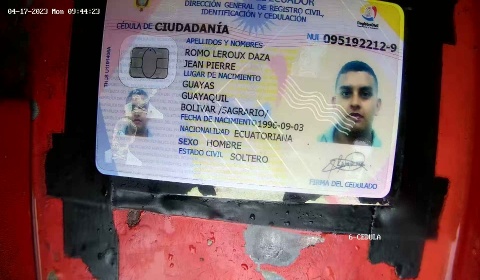 04-17-2023 Mon 09:44:23
ECUADOR
DIRECCIÓN GENERAL DE REGISTRO CIVIL,
IDENTIFICACIÓN Y CEDULACIÓN
CÉDULA DE CIUDADANÍA
NUI 095192212-9
APELLIDOS Y NOMBRES
ROMO LEROUX DAZA
JEAN PIERRE
LUGAR DE NACIMIENTO
GUAYAS
GUAYAQUIL
BOLIVAR /SAGRARIO/
FECHA DE NACIMIENTO 1996-09-03
NACIONALIDAD ECUATORIANA
SEXO HOMBRE
ESTADO CIVIL SOLTERO
FIRMA DEL CEDULADO
6-CEDULA